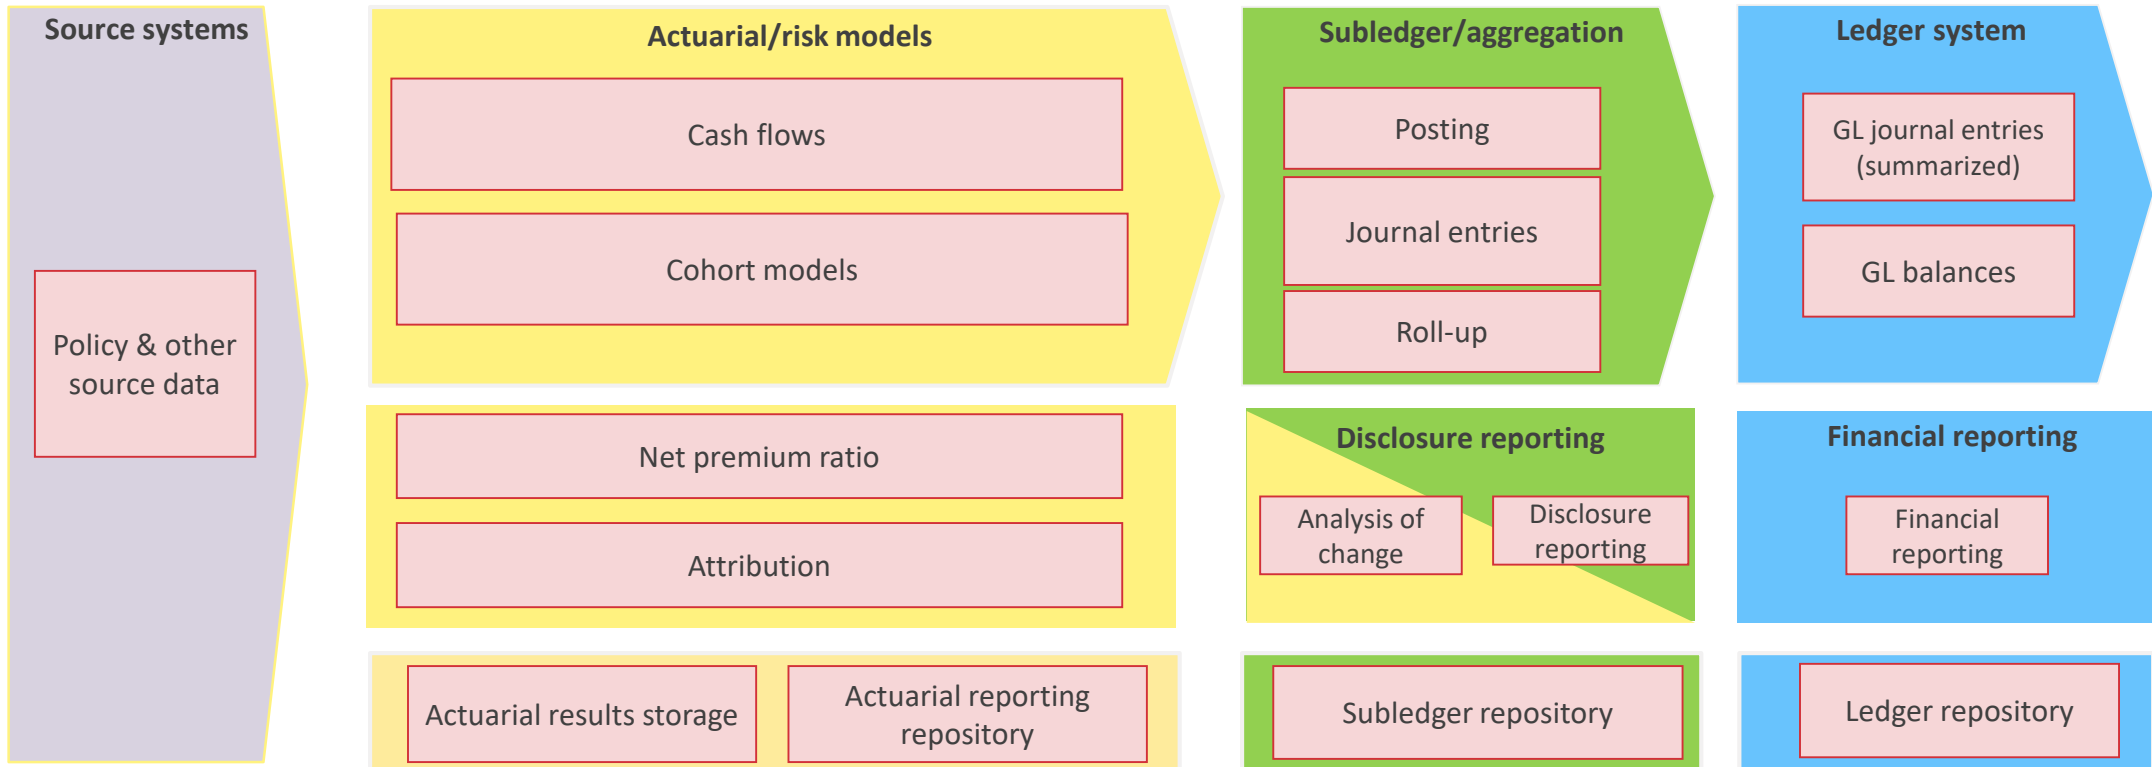 Source systems
Policy & other
source data
Actuarial/risk models
Cash flows
Cohort models
Net premium ratio
Attribution
Actuarial results storage
Actuarial reporting
repository
Subledger/aggregation
Posting
Journal entries
Roll-up
Disclosure reporting
Analysis of
change
Disclosure
reporting
Subledger repository
Ledger system
GL journal entries
(summarized)
GL balances
Financial reporting
Financial
reporting
Ledger repository